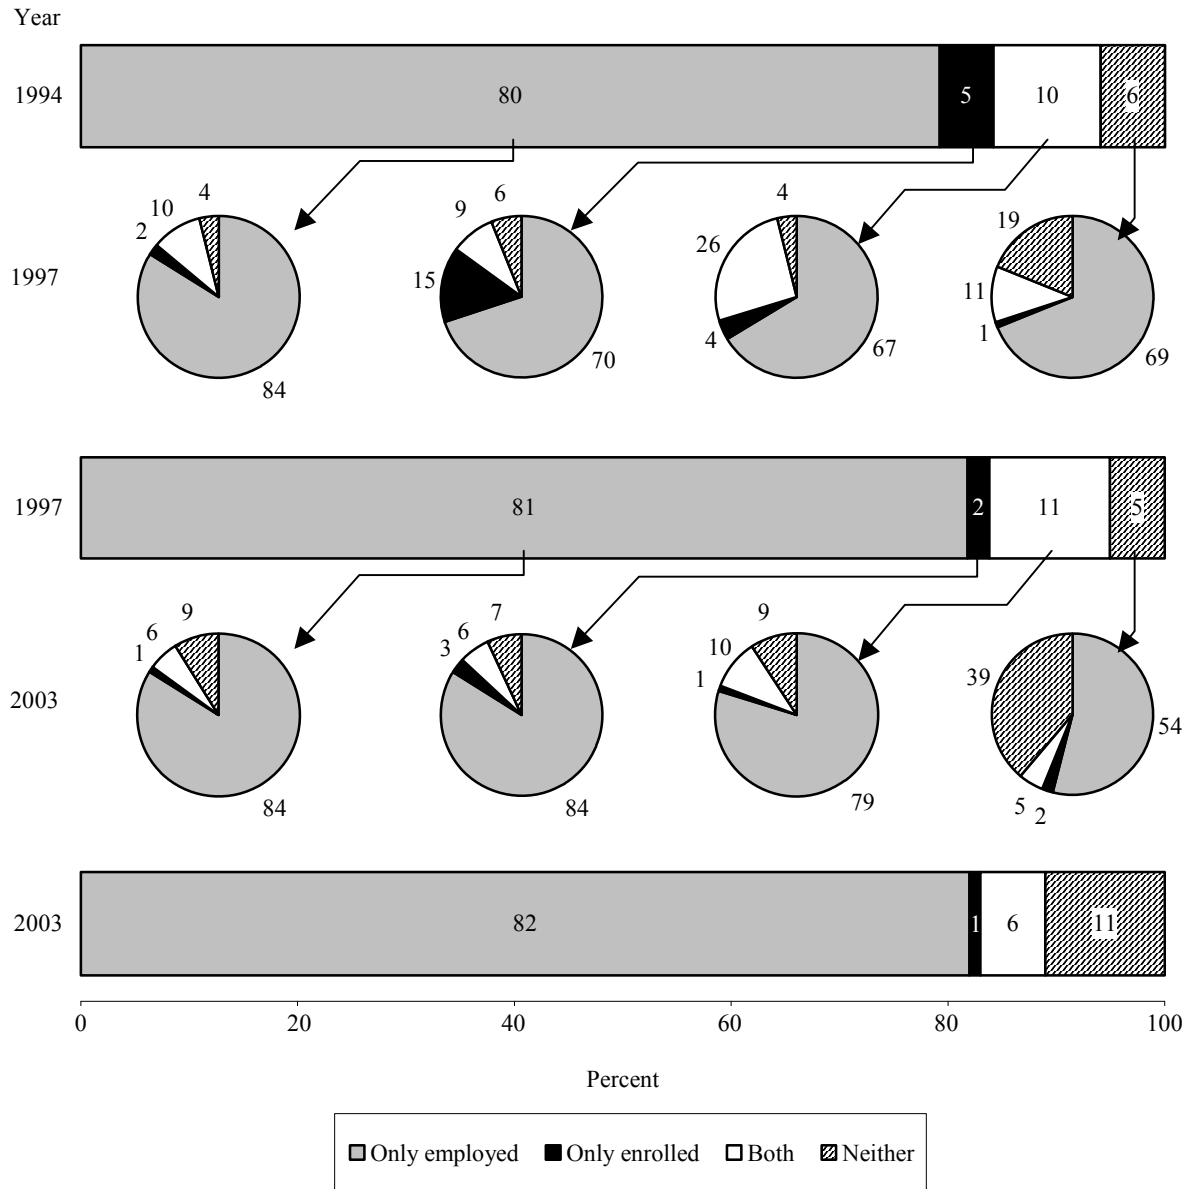 Year
1994 80 5 10 6
4 6 4
10 9 19
2 26
1997 15 11
4 1
84 70 67 69
1997 81 2 11 5
9 7 9
6 6 10
1 3 1 39
2003 54
84 84 79 5 2
2003 82 1 6 11
0 20 40 60 80 100
Percent
Only employed Only enrolled Both Neither